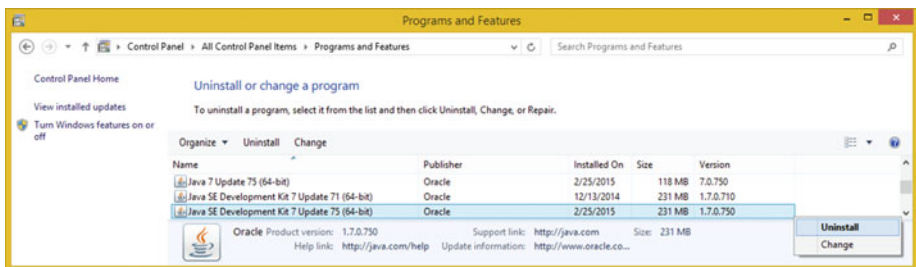 Programs and Features
Control Panel > All Control Panel Items > Programs and Features
Search Programs and Features
Control Panel Home
View installed updates
Turn Windows features on or off
Uninstall or change a program
To uninstall a program, select it from the list and then click Uninstall, Change, or Repair.
Organize Uninstall Change
Name Publisher Installed On Size Version
Java 7 Update 75 (64-bit) Oracle 2/25/2015 118 MB 7.0.750
Java SE Development Kit 7 Update 71 (64-bit) Oracle 12/13/2014 231 MB 1.7.0.710
Java SE Development Kit 7 Update 75 (64-bit) Oracle 2/25/2015 231 MB 1.7.0.750
Oracle Product version: 1.7.0.750 Support link: http://java.com Size: 231 MB
Help link: http://java.com/help Update information: http://www.oracle.co...
Uninstall
Change